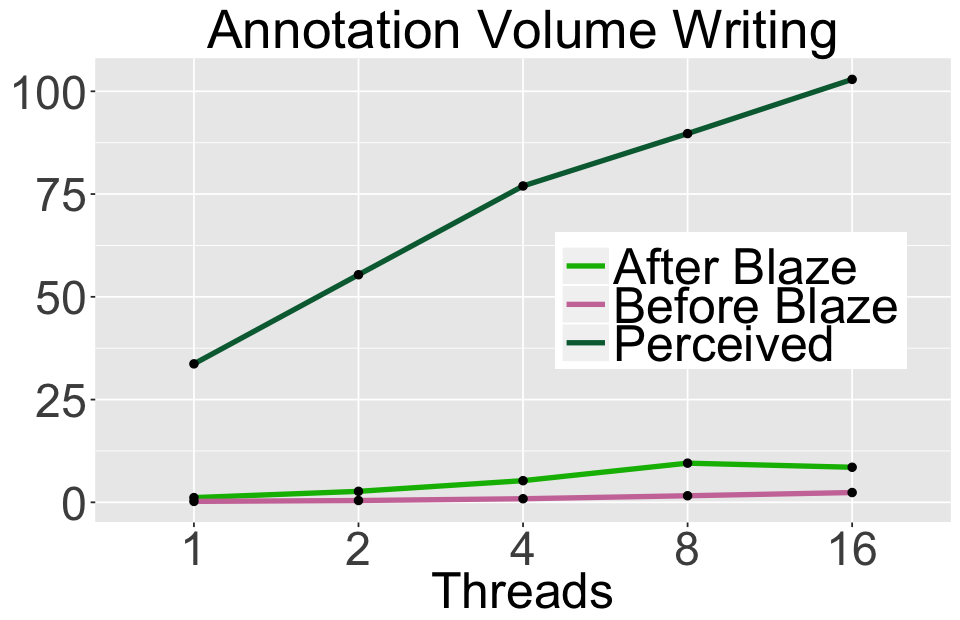 Annotation Volume Writing
100
75
50
25
0
After Blaze
Before Blaze
Perceived
1 2 4 8 16
Threads